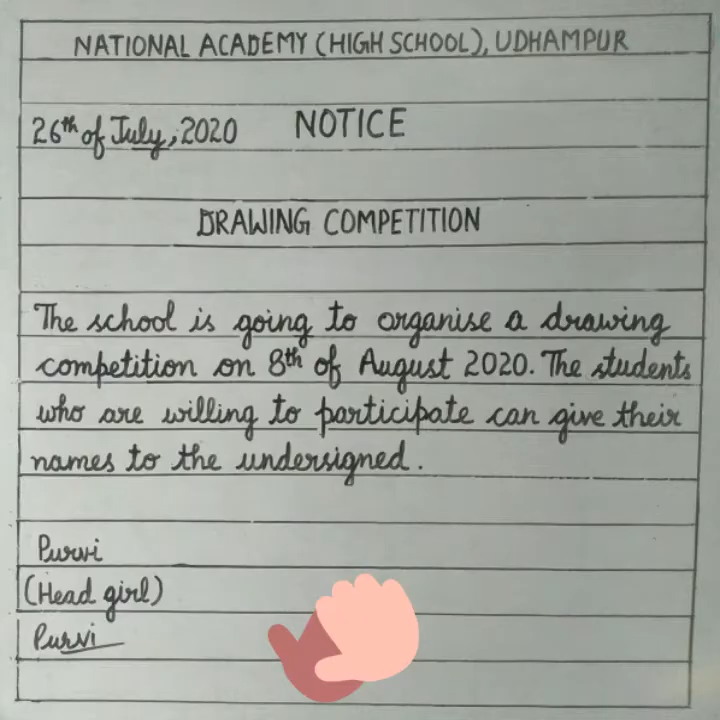 NATIONAL ACADEMY (HIGH SCHOOL), UDHAMPUR
26th of July, 2020 NOTICE
DRAWING COMPETITION
The school is going to organise a drawing
competition on 8th of August 2020. The students
who are willing to participate can give their
names to the undersigned.
Purvi
(Head girl)
Purvi